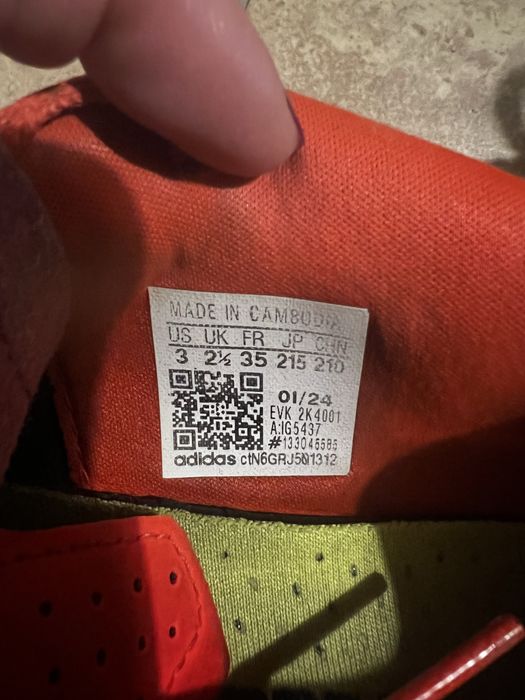 MADE IN CAMBODIA
US UK FR JP CHN
3 2½ 35 215 210
01/24
EVK 2K4001
A:IG5437
#133045585
adidas ctN6GRJ501312